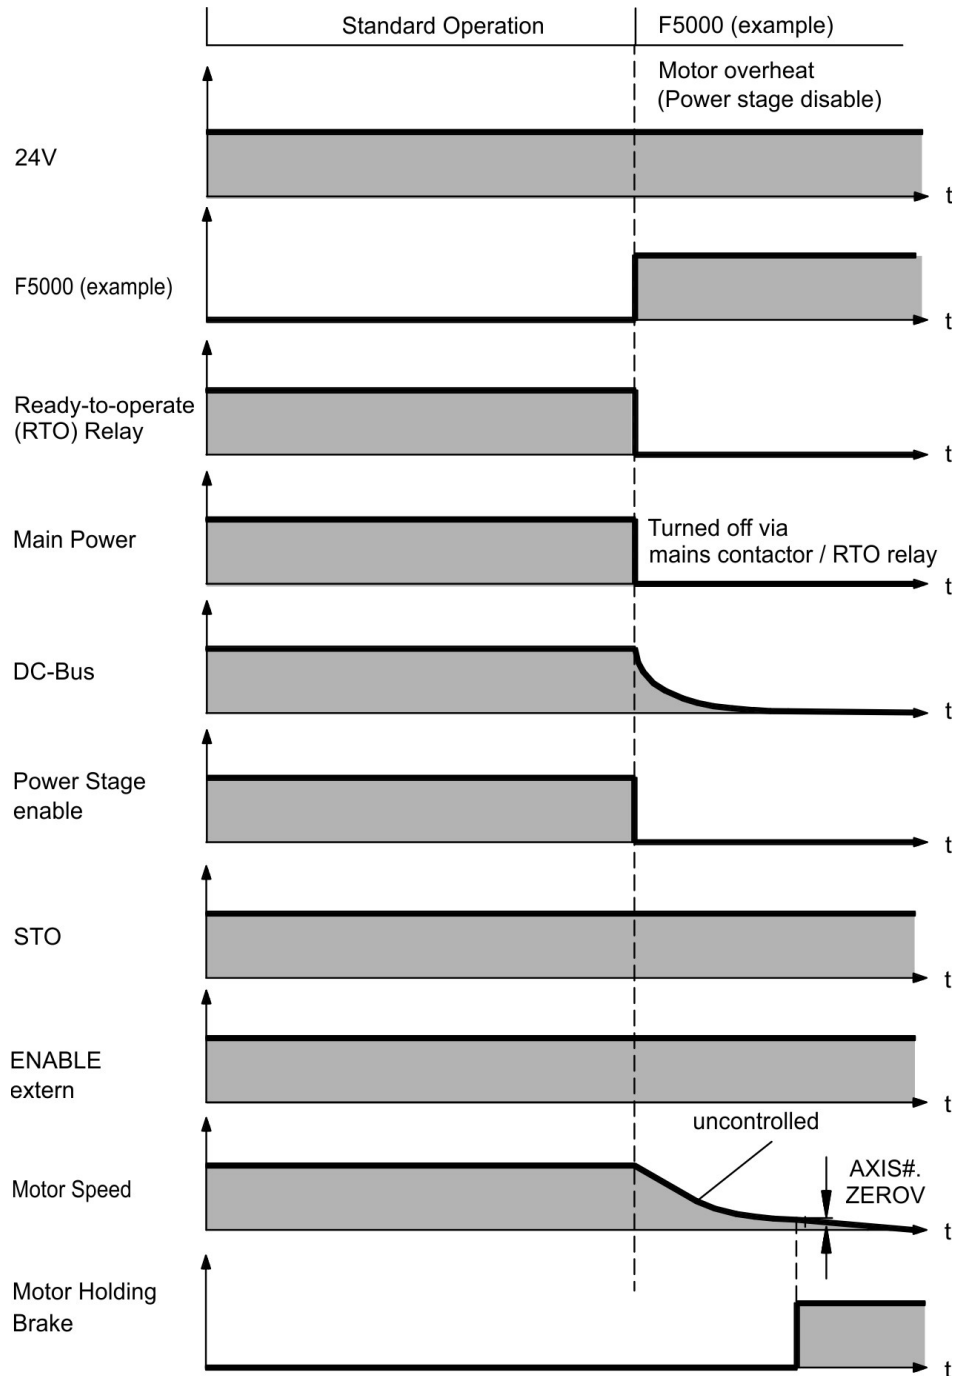 Standard Operation
F5000 (example)
Motor overheat
(Power stage disable)
24V
t
F5000 (example)
t
Ready-to-operate
(RTO) Relay
t
Main Power
Turned off via
mains contactor / RTO relay
t
DC-Bus
t
Power Stage
enable
t
STO
t
ENABLE
extern
t
uncontrolled
Motor Speed
AXIS#.
ZEROV
t
Motor Holding
Brake
t